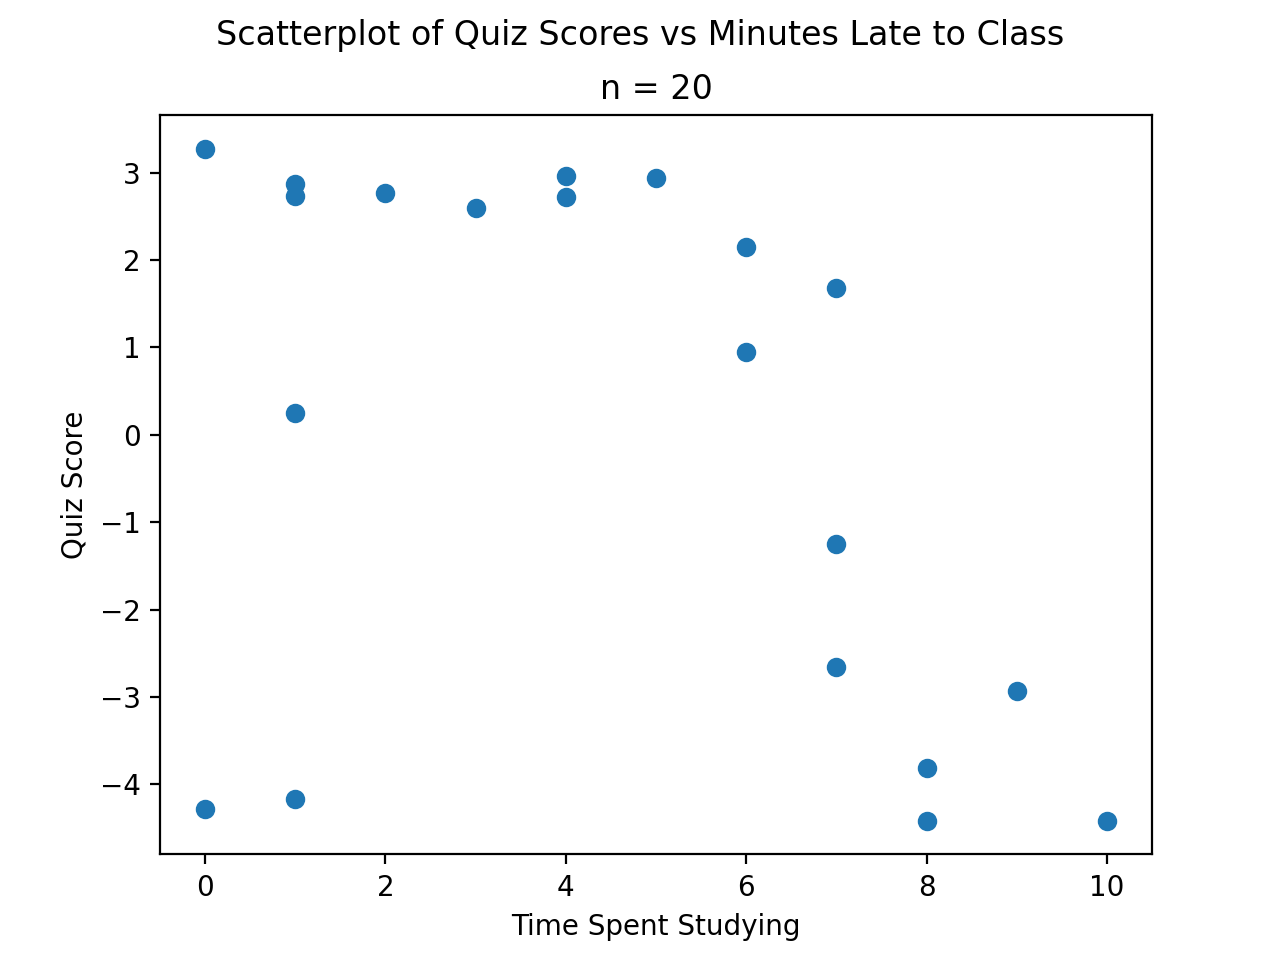 Scatterplot of Quiz Scores vs Minutes Late to Class
n = 20
3
2
1
0
−1
−2
−3
−4
Quiz Score
0 2 4 6 8 10
Time Spent Studying